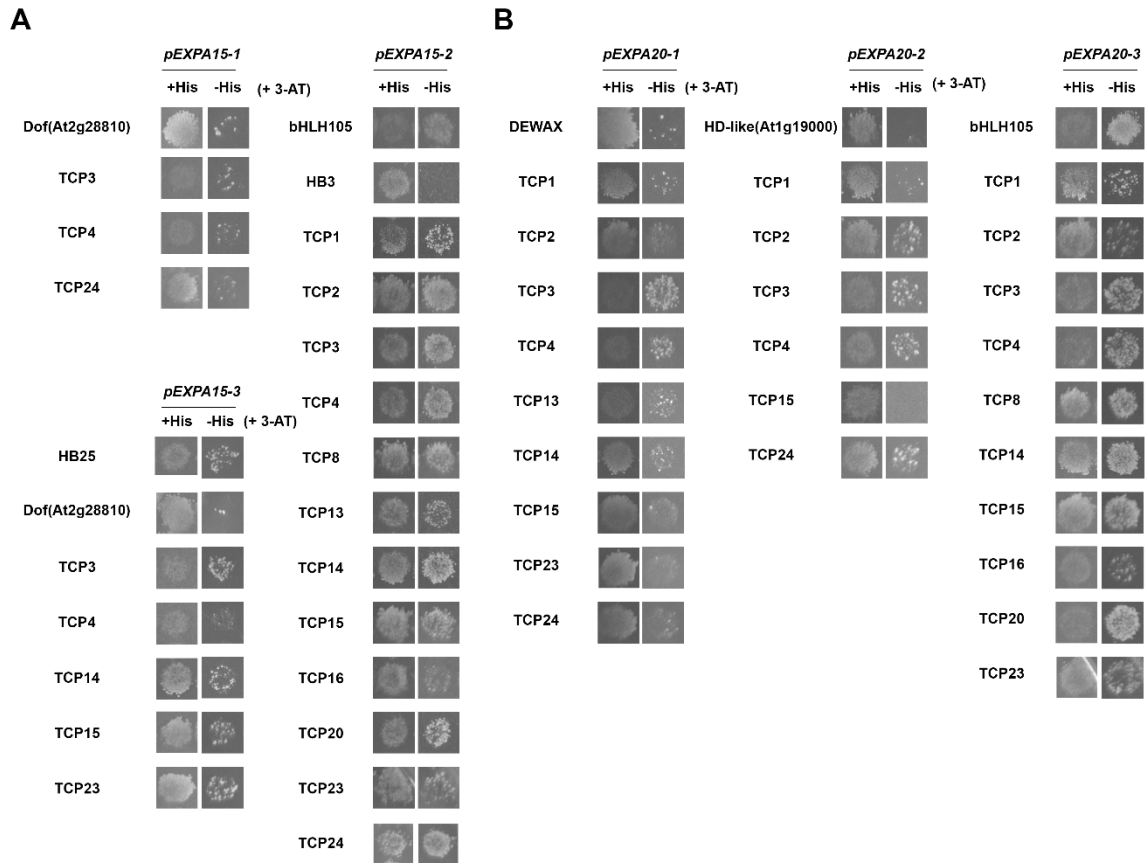 A
pEXPA15-1
+His -His (+ 3-AT)
Dof(At2g28810)
TCP3
TCP4
TCP24
pEXPA15-3
+His -His (+ 3-AT)
HB25
Dof(At2g28810)
TCP3
TCP4
TCP14
TCP15
TCP23
pEXPA15-2
+His -His
bHLH105
HB3
TCP1
TCP2
TCP3
TCP4
TCP8
TCP13
TCP14
TCP15
TCP16
TCP20
TCP23
TCP24
B
pEXPA20-1
+His -His
DEWAX
TCP1
TCP2
TCP3
TCP4
TCP13
TCP14
TCP15
TCP23
TCP24
pEXPA20-2
+His -His (+ 3-AT)
HD-like(At1g19000)
TCP1
TCP2
TCP3
TCP4
TCP15
TCP24
pEXPA20-3
+His -His
bHLH105
TCP1
TCP2
TCP3
TCP4
TCP8
TCP14
TCP15
TCP16
TCP20
TCP23